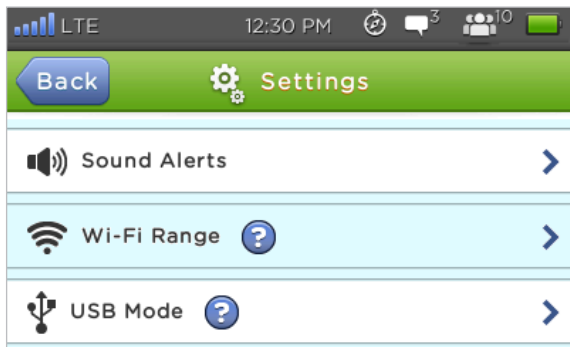 LTE 12:30 PM 3 10
Back Settings
Sound Alerts
Wi-Fi Range ?
USB Mode ?